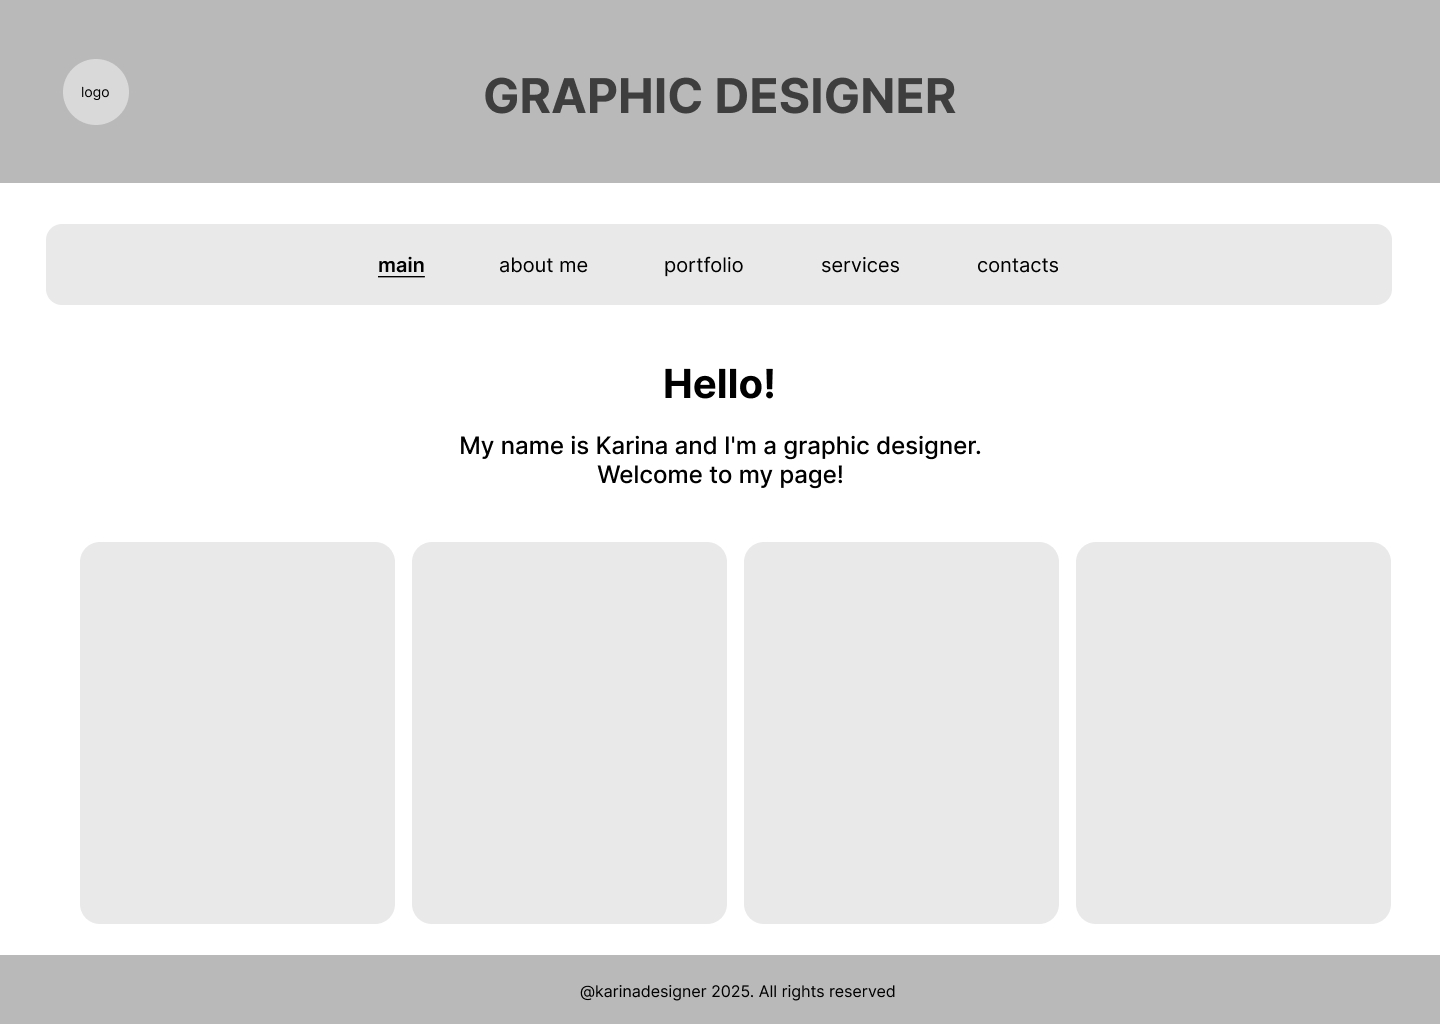 logo
GRAPHIC DESIGNER
main about me portfolio services contacts
Hello!
My name is Karina and I'm a graphic designer.
Welcome to my page!
@karinadesigner 2025. All rights reserved